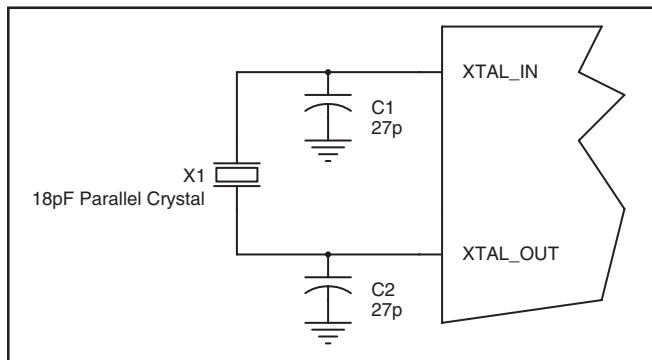 XTAL_IN
C1
27p
X1
18pF Parallel Crystal
XTAL_OUT
C2
27p